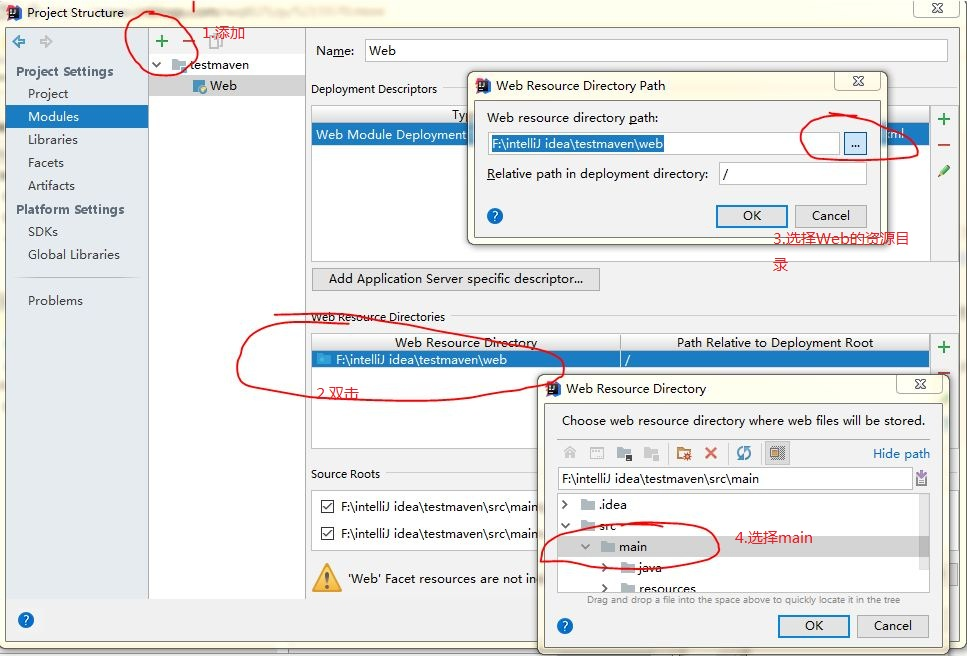 Project Structure
1.添加
Project Settings
Project
Modules
Libraries
Facets
Artifacts
Platform Settings
SDKs
Global Libraries
Problems
testmaven
Web
Name: Web
Deployment Descriptors
Web Module Deployment
Web Resource Directory Path
Web resource directory path:
F:\intelliJ idea\testmaven\web
...
Relative path in deployment directory: /
OK
Cancel
3.选择Web的资源目
录
Add Application Server specific descriptor...
Web Resource Directories
Web Resource Directory
Path Relative to Deployment Root
F:\intelliJ idea\testmaven\web
/
2.双击
Source Roots
F:\intelliJ idea\testmaven\src\main
F:\intelliJ idea\testmaven\src\main
'Web' Facet resources are not in
Web Resource Directory
Choose web resource directory where web files will be stored.
Hide path
F:\intelliJ idea\testmaven\src\main
.idea
src
main
4.选择main
java
resources
Drag and drop a file into the space above to quickly locate it in the tree
OK
Cancel